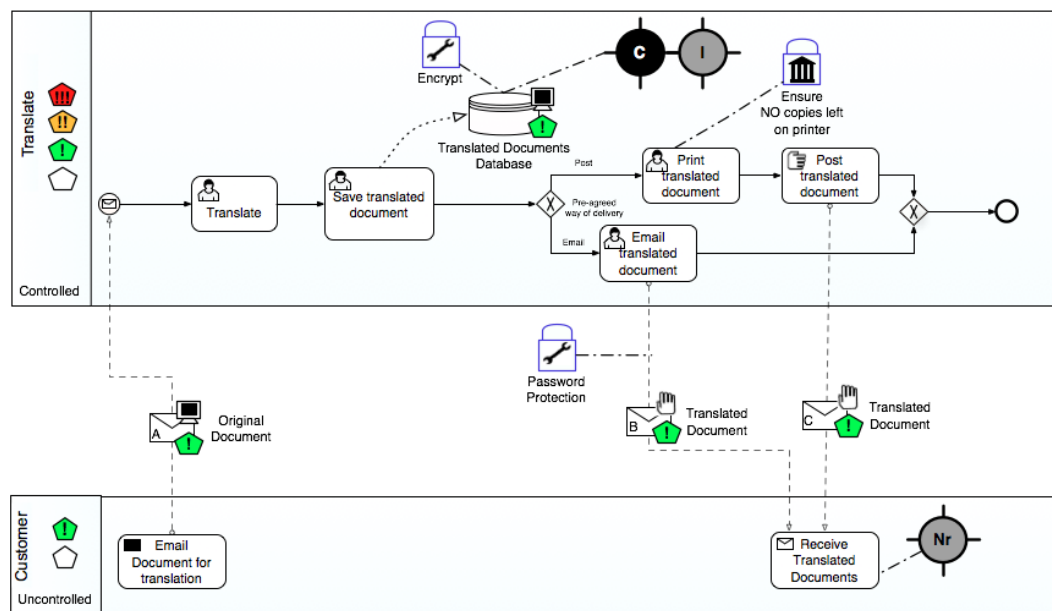 Translate
!!!
!!
!
Controlled
Encrypt
C
I
Ensure
NO copies left
on printer
!
Translated Documents
Database
Translate
Save translated
document
Post
X
Pre-agreed
way of delivery
Email
Print
translated
document
Post
translated
document
Email
translated
document
X
Password
Protection
A
!
Original
Document
B
!
Translated
Document
C
!
Translated
Document
Customer
!
Uncontrolled
Email
Document for
translation
Receive
Translated
Documents
Nr